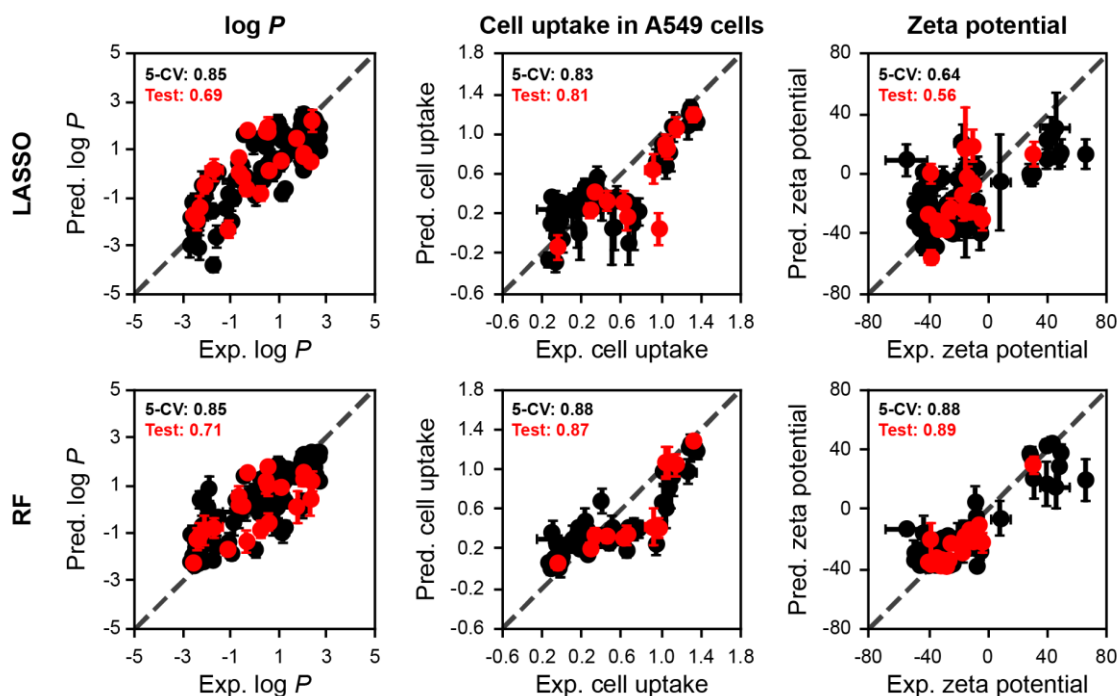 log P
Cell uptake in A549 cells
Zeta potential
LASSO
Pred. log P
5
3
1
-1
-3
-5
5-CV: 0.85
Test: 0.69
-5
-3
-1
1
3
5
Exp. log P
Pred. cell uptake
1.8
1.4
1.0
0.6
0.2
-0.2
-0.6
5-CV: 0.83
Test: 0.81
-0.6
0.2
0.2
0.6
1.0
1.4
1.8
Exp. cell uptake
Pred. zeta potential
80
40
0
-40
-80
5-CV: 0.64
Test: 0.56
-80
-40
0
40
80
Exp. zeta potential
RF
Pred. log P
5
3
1
-1
-3
-5
5-CV: 0.85
Test: 0.71
-5
-3
-1
1
3
5
Exp. log P
Pred. cell uptake
1.8
1.4
1.0
0.6
0.2
-0.2
-0.6
5-CV: 0.88
Test: 0.87
-0.6
0.2
0.2
0.6
1.0
1.4
1.8
Exp. cell uptake
Pred. zeta potential
80
40
0
-40
-80
5-CV: 0.88
Test: 0.89
-80
-40
0
40
80
Exp. zeta potential